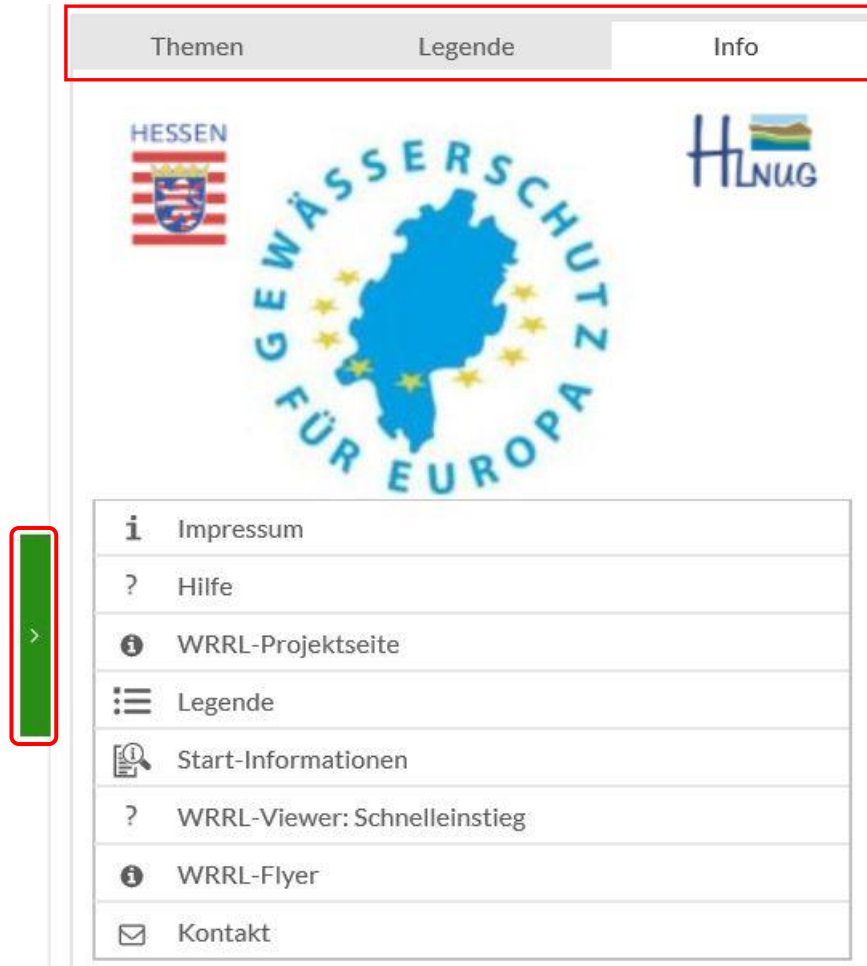 Themen Legende Info
HESSEN
HLNUG
GEWÄSSERSCHUTZ
FÜR EUROPA
i Impressum
? Hilfe
i WRRL-Projektseite
Legende
i Start-Informationen
? WRRL-Viewer: Schnelleinstieg
i WRRL-Flyer
Kontakt
>